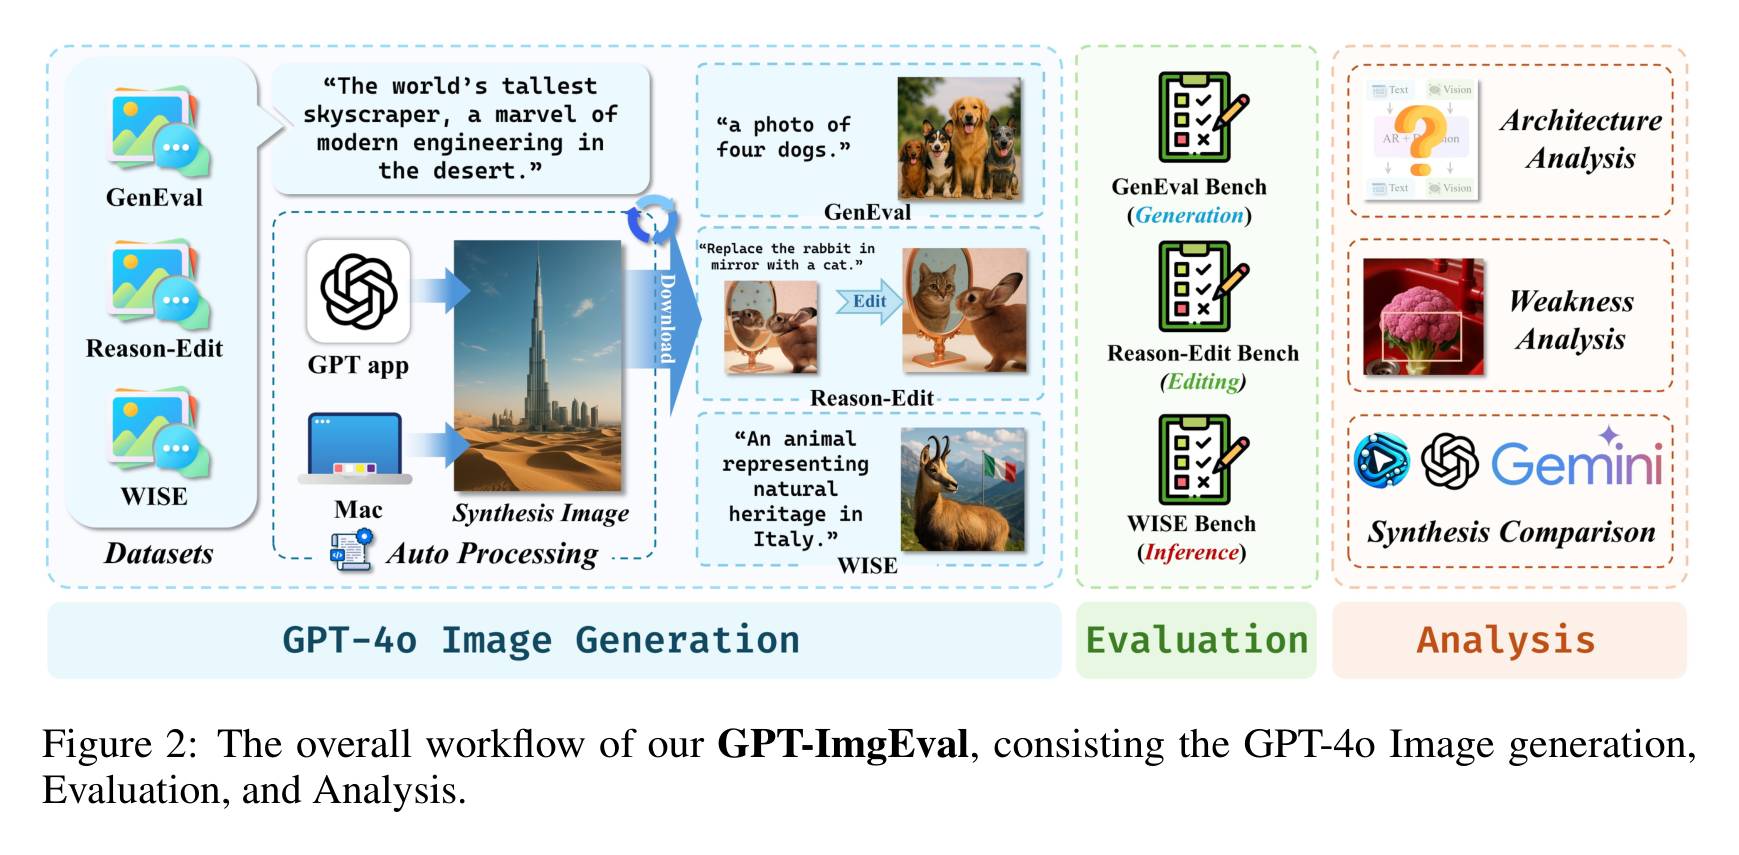 GenEval
Reason-Edit
WISE
Datasets
“The world’s tallest
skyscraper, a marvel of
modern engineering in
the desert.”
GPT app
Mac
Synthesis Image
Auto Processing
Download
“a photo of
four dogs.”
GenEval
“Replace the rabbit in
mirror with a cat.”
Edit
Reason-Edit
“An animal
representing
natural
heritage in
Italy.”
WISE
GPT-4o Image Generation
GenEval Bench
(Generation)
Reason-Edit Bench
(Editing)
WISE Bench
(Inference)
Evaluation
Text
Vision
AR +
Text
Vision
Architecture
Analysis
Weakness
Analysis
Gemini
Synthesis Comparison
Analysis
Figure 2: The overall workflow of our GPT-ImgEval, consisting the GPT-4o Image generation,
Evaluation, and Analysis.